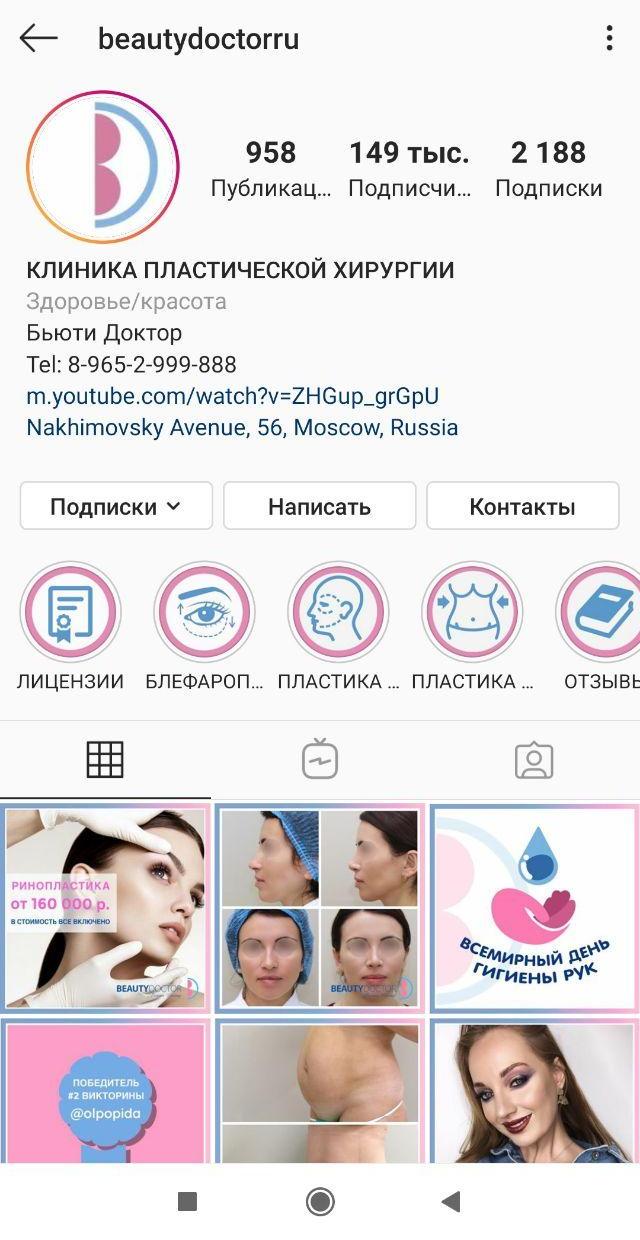 beautydoctorru
958
149 тыс.
2 188
Публикац...
Подписчи...
Подписки
КЛИНИКА ПЛАСТИЧЕСКОЙ ХИРУРГИИ
Здоровье/красота
Бьюти Доктор
Tel: 8-965-2-999-888
m.youtube.com/watch?v=ZHGup_grGpU
Nakhimovsky Avenue, 56, Moscow, Russia
Подписки
Написать
Контакты
ЛИЦЕНЗИИ
БЛЕФАРОП...
ПЛАСТИКА ...
ПЛАСТИКА ...
ОТЗЫВЫ
РИНОПЛАСТИКА
от 160 000 р.
В СТОИМОСТЬ ВСЕ ВКЛЮЧЕНО
BEAUTYDOCTOR
BEAUTYDOCTOR
ВСЕМИРНЫЙ ДЕНЬ
ГИГИЕНЫ РУК
ПОБЕДИТЕЛЬ
#2 ВИКТОРИНЫ
@olpopida